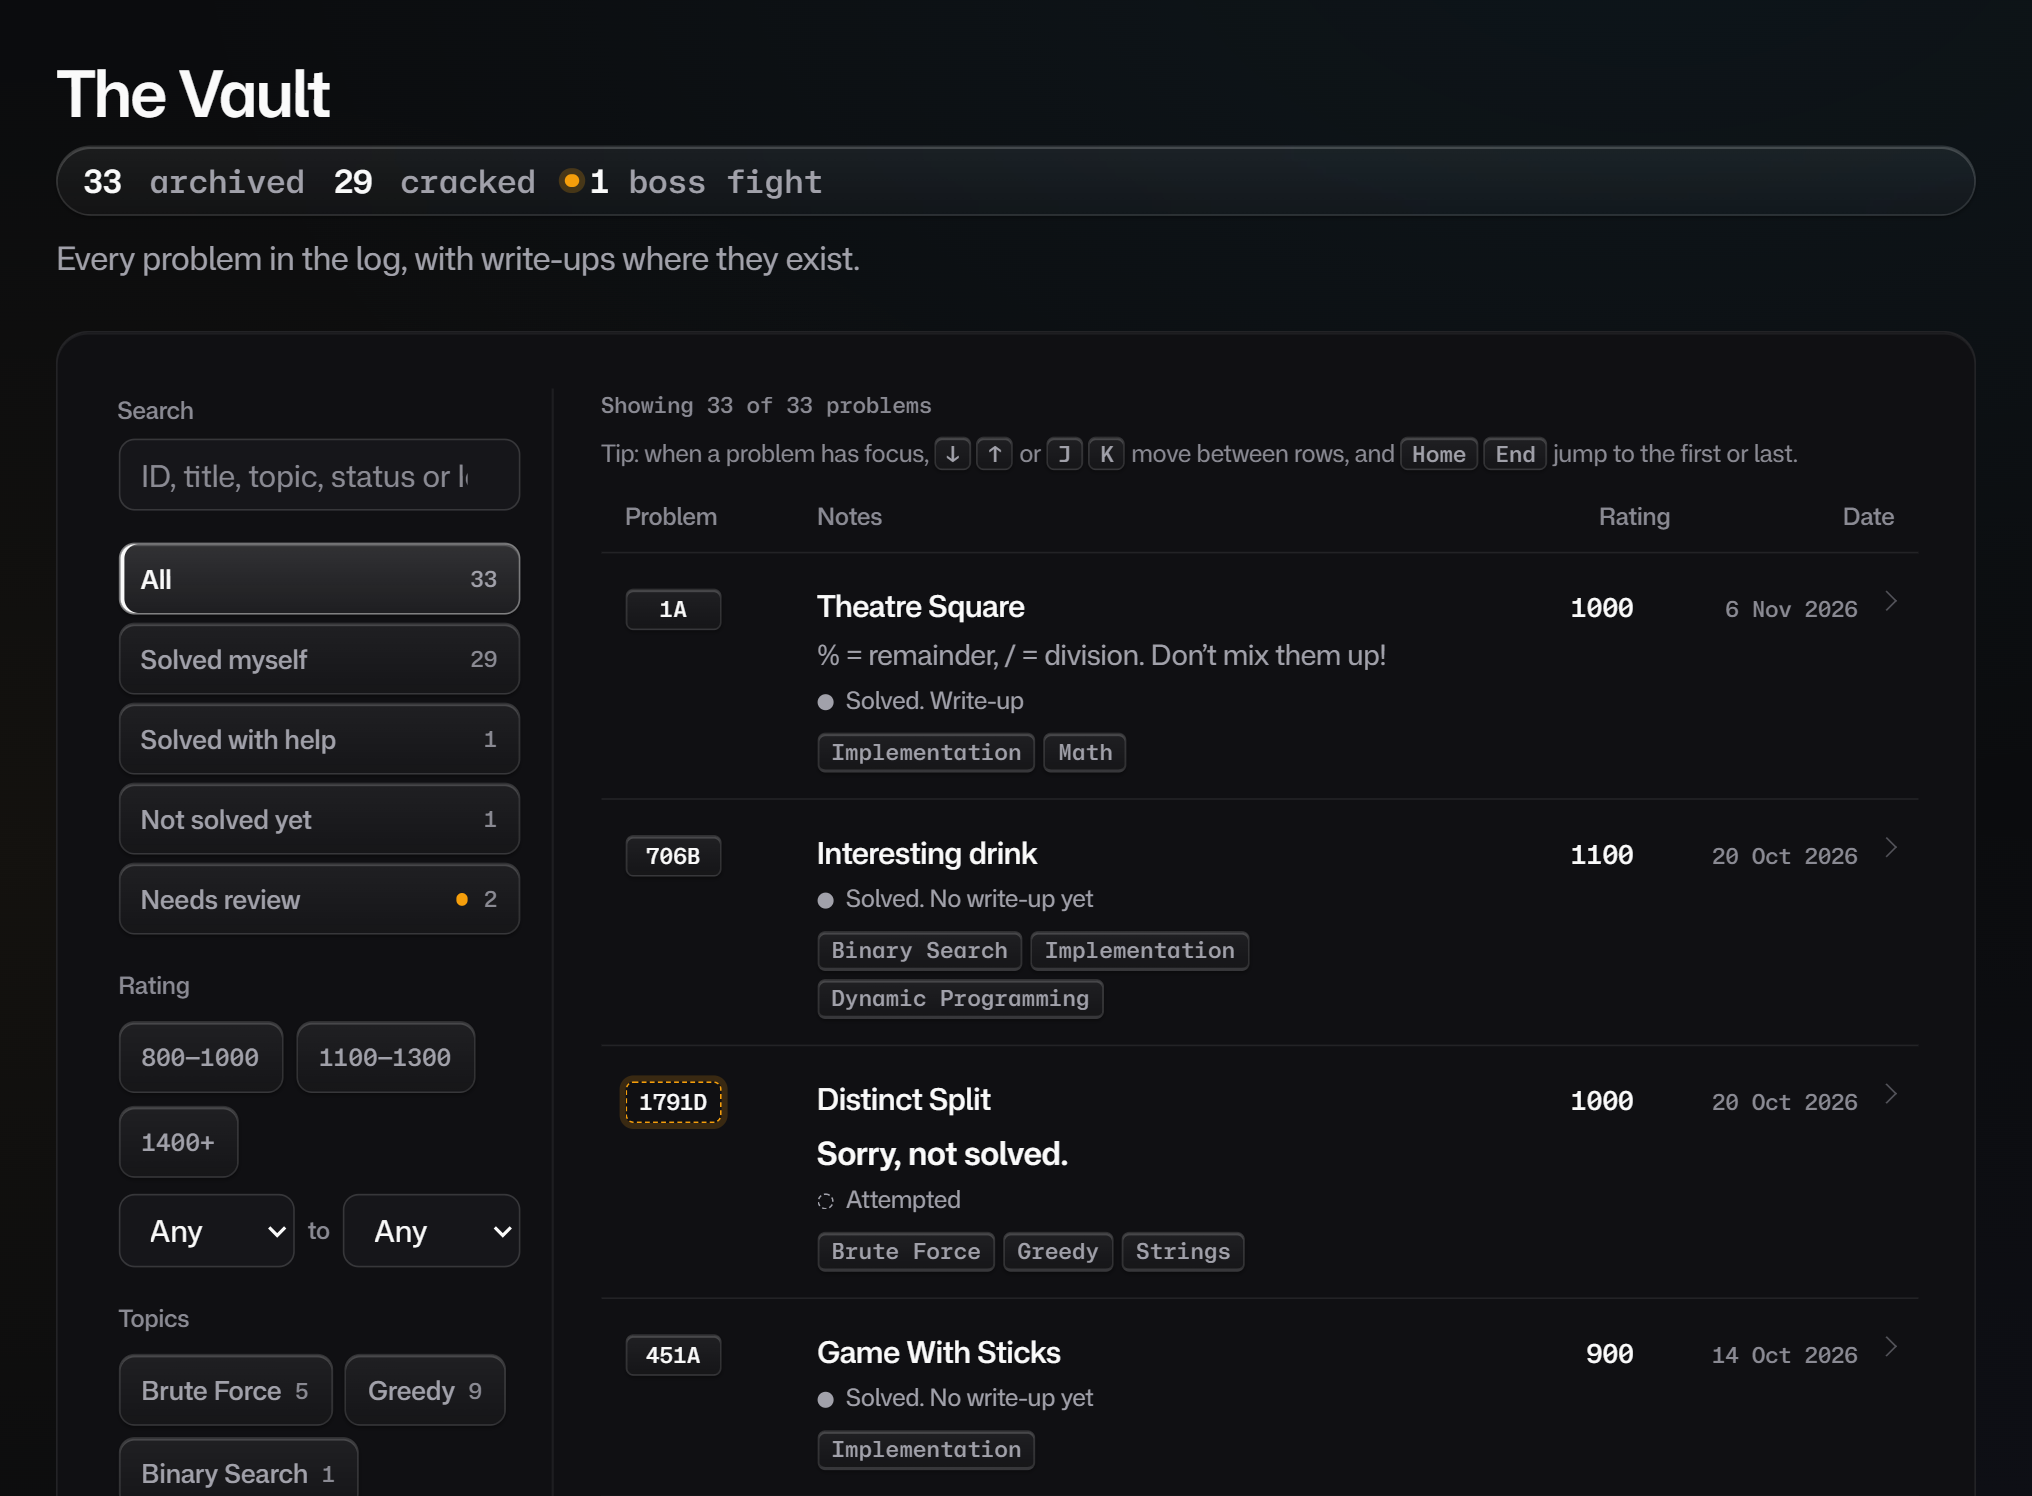 The Vault
33 archived 29 cracked 1 boss fight
Every problem in the log, with write-ups where they exist.
Search
ID, title, topic, status or l
All 33
Solved myself 29
Solved with help 1
Not solved yet 1
Needs review 2
Rating
800–1000 1100–1300
1400+
Any to Any
Topics
Brute Force 5 Greedy 9
Binary Search 1
Showing 33 of 33 problems
Tip: when a problem has focus, ↓ ↑ or J K move between rows, and Home End jump to the first or last.
Problem Notes Rating Date
1A Theatre Square 1000 6 Nov 2026
% = remainder, / = division. Don’t mix them up!
Solved. Write-up
Implementation Math
706B Interesting drink 1100 20 Oct 2026
Solved. No write-up yet
Binary Search Implementation
Dynamic Programming
1791D Distinct Split 1000 20 Oct 2026
Sorry, not solved.
Attempted
Brute Force Greedy Strings
451A Game With Sticks 900 14 Oct 2026
Solved. No write-up yet
Implementation